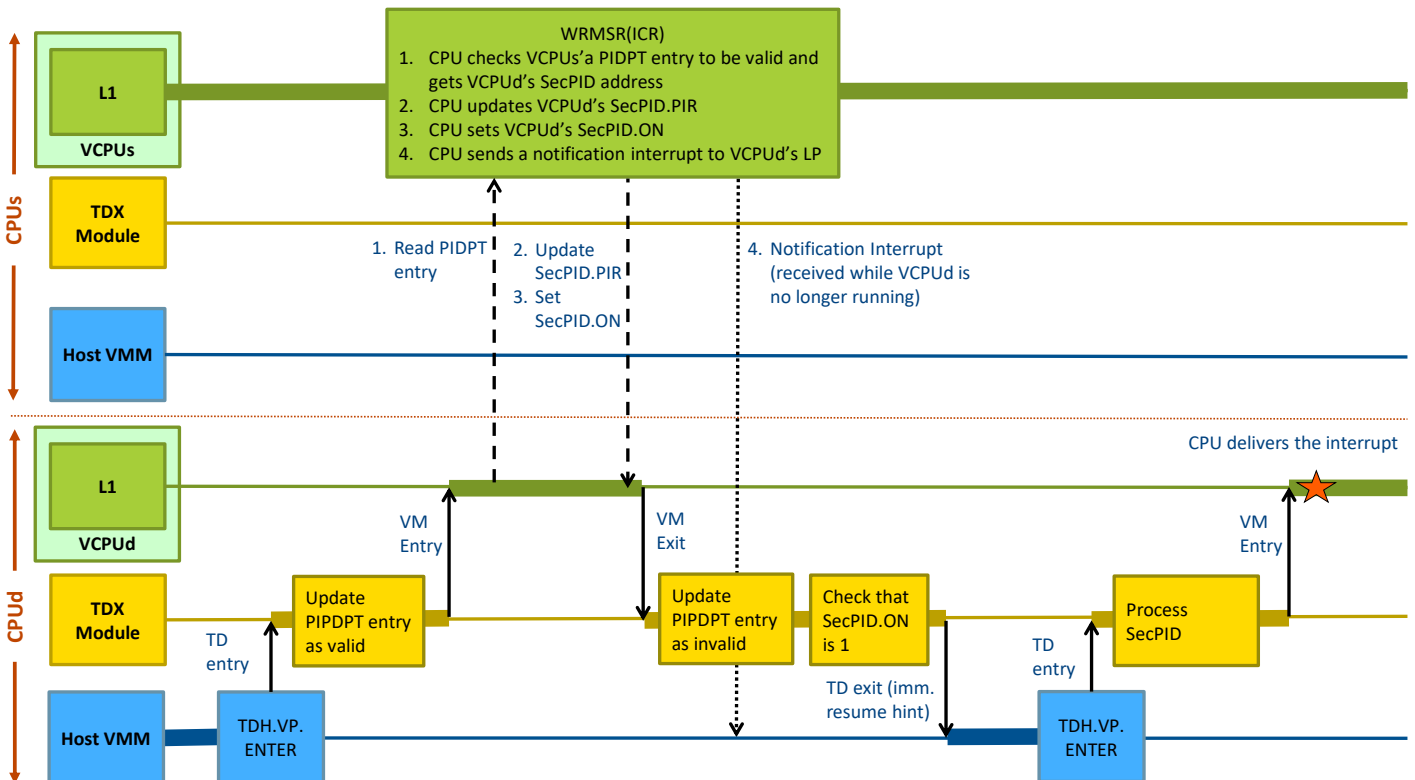 WRMSR(ICR)
1. CPU checks VCPUs'a PIDPT entry to be valid and
gets VCPUd's SecPID address
2. CPU updates VCPUd's SecPID.PIR
3. CPU sets VCPUd's SecPID.ON
4. CPU sends a notification interrupt to VCPUd's LP
CPUs
L1
VCPUs
TDX
Module
1. Read PIDPT
entry
2. Update
SecPID.PIR
3. Set
SecPID.ON
4. Notification Interrupt
(received while VCPUd is
no longer running)
Host VMM
CPUd
L1
VCPUd
CPU delivers the interrupt
VM
Entry
VM
Exit
VM
Entry
TDX
Module
Update
PIPDPT entry
as valid
Update
PIPDPT entry
as invalid
Check that
SecPID.ON
is 1
Process
SecPID
TD
entry
TD exit (imm.
resume hint)
TD
entry
Host VMM
TDH.VP.
ENTER
TDH.VP.
ENTER